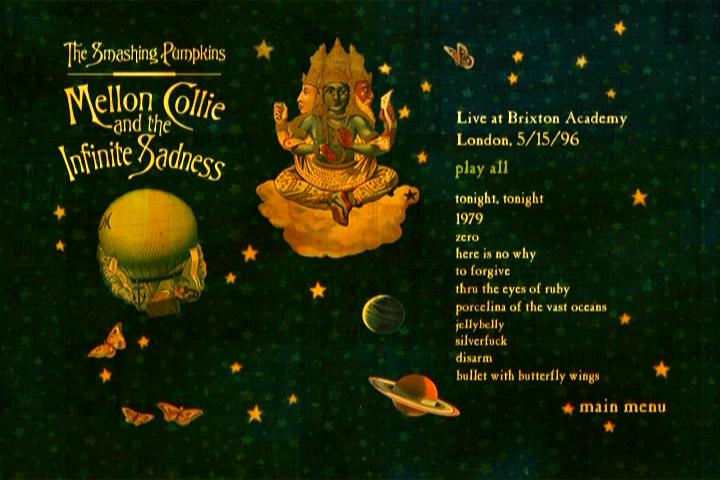 The Smashing Pumpkins
Mellon Collie
and the
Infinite Sadness
Live at Brixton Academy
London, 5/15/96
play all
tonight, tonight
1979
zero
here is no why
to forgive
thru the eyes of ruby
porcelina of the vast oceans
jellybelly
silverfuck
disarm
bullet with butterfly wings
main menu